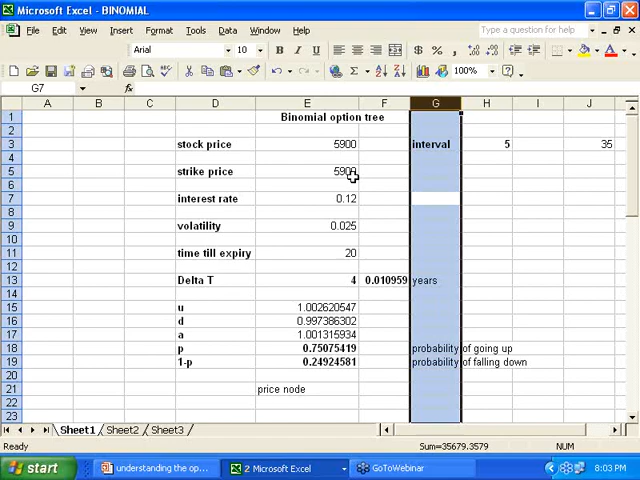 Microsoft Excel - BINOMIAL
File Edit View Insert Format Tools Data Window Help Type a question for help
Arial 10 B I U $ %
Σ 100%
G7 fx
A B C D E F G H I J
1 Binomial option tree
2
3 stock price 5900 interval 5 35
4
5 strike price 5900
6
7 interest rate 0.12
8
9 volatility 0.025
10
11 time till expiry 20
12
13 Delta T 4 0.010959 years
14
15 u 1.002620547
16 d 0.997386302
17 a 1.001315934
18 p 0.75075419 probability of going up
19 1-p 0.24924581 probability of falling down
20
21 price node
22
23
Sheet1 Sheet2 Sheet3
Ready Sum=35679.3579 NUM
start understanding the op... 2 Microsoft Excel GoToWebinar 8:03 PM